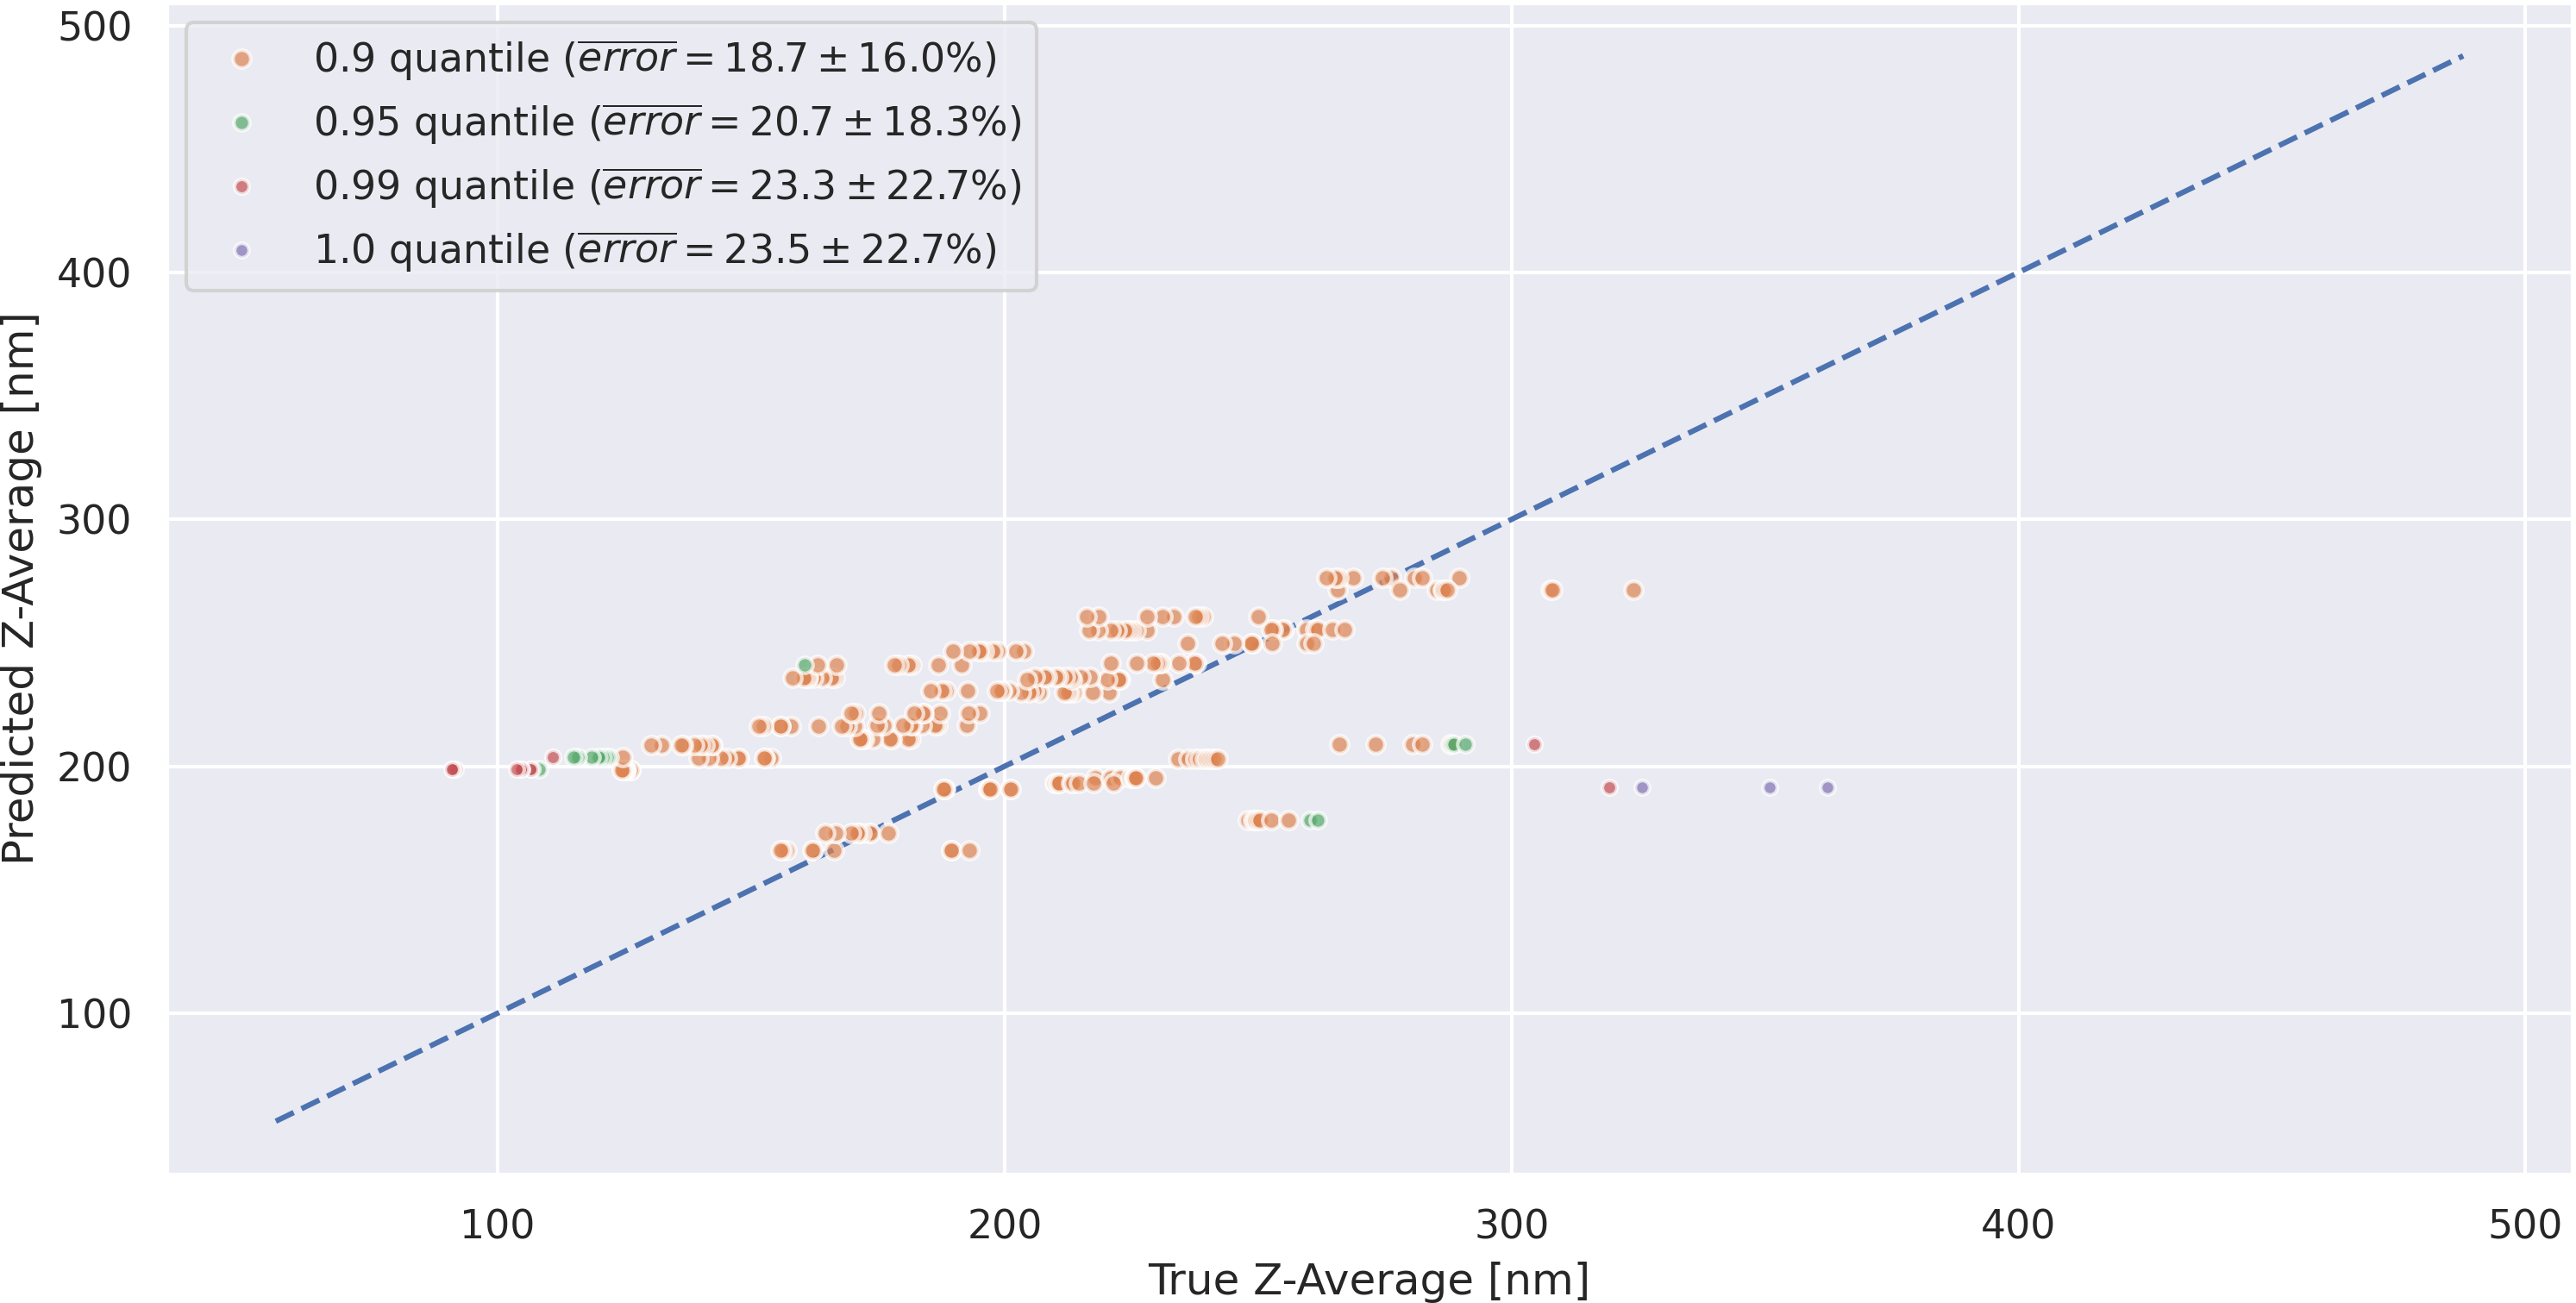 0.9 quantile (error = 18.7 ± 16.0%)
0.95 quantile (error = 20.7 ± 18.3%)
0.99 quantile (error = 23.3 ± 22.7%)
1.0 quantile (error = 23.5 ± 22.7%)
500
400
300
200
100
Predicted Z-Average [nm]
100 200 300 400 500
True Z-Average [nm]